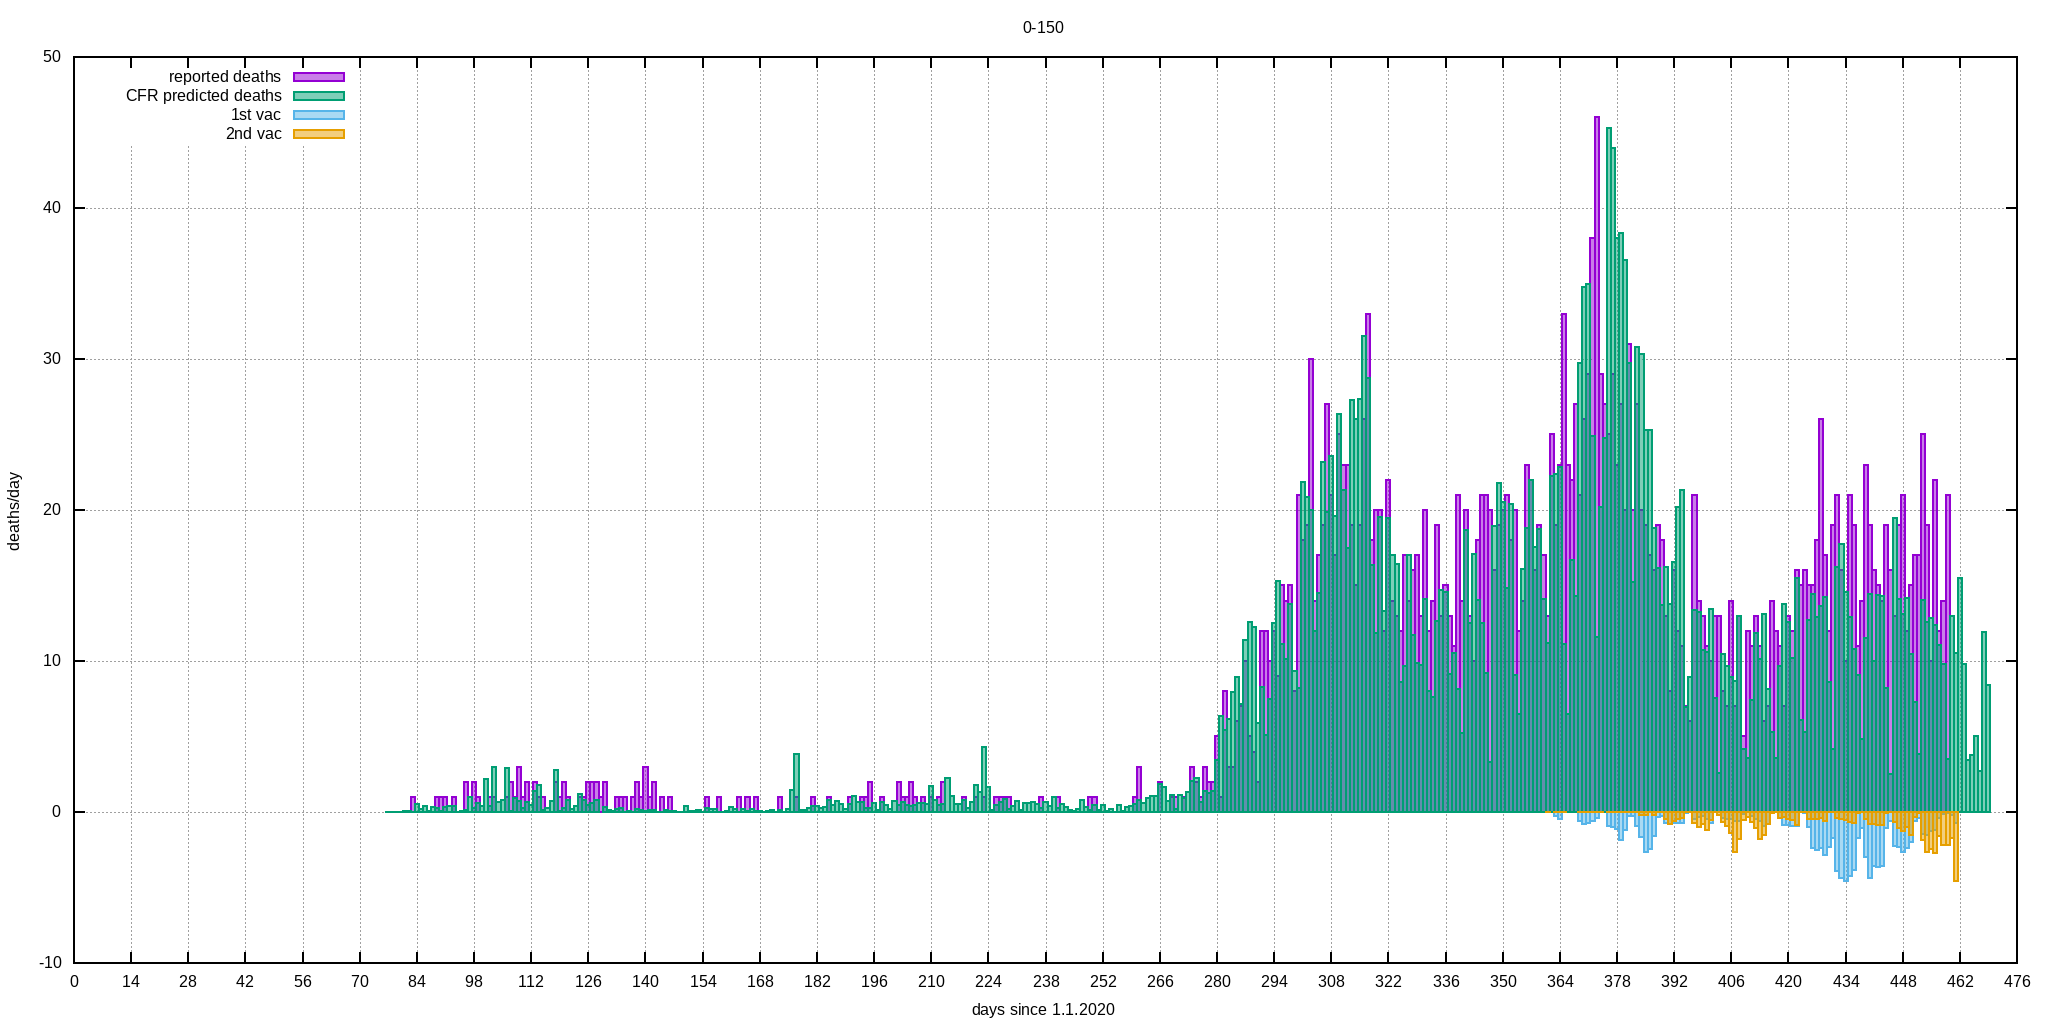 0-150
50
40
30
20
10
0
-10
deaths/day
reported deaths
CFR predicted deaths
1st vac
2nd vac
0 14 28 42 56 70 84 98 112 126 140 154 168 182 196 210 224 238 252 266 280 294 308 322 336 350 364 378 392 406 420 434 448 462 476
days since 1.1.2020